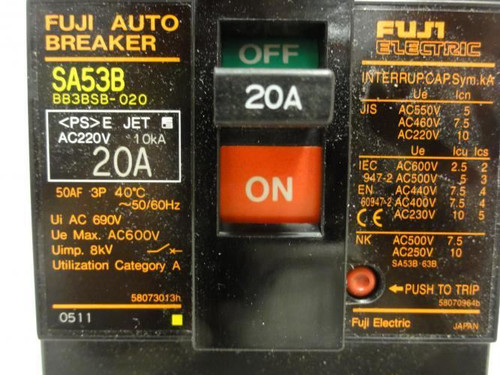 FUJI AUTO
BREAKER
SA53B
BB3BSB-020
<PS>E JET
AC220V 10kA
20A
50AF 3P 40°C
~50/60Hz
Ui AC 690V
Ue Max. AC600V
Uimp. 8kV
Utilization Category A
58073013h
0511
OFF
20A
ON
FUJI
ELECTRIC
INTERRUP.CAP.Sym.kA
Ue Icn
JIS AC550V 5
AC460V 7.5
AC220V 10
Ue Icu Ics
IEC AC600V 2.5 2
947-2 AC500V 5 3
EN AC440V 7.5 4
60947-2 AC400V 7.5 4
CE AC230V 10 5
NK AC500V 7.5
AC250V 10
SA53B·63B
PUSH TO TRIP
58070964h
Fuji Electric JAPAN